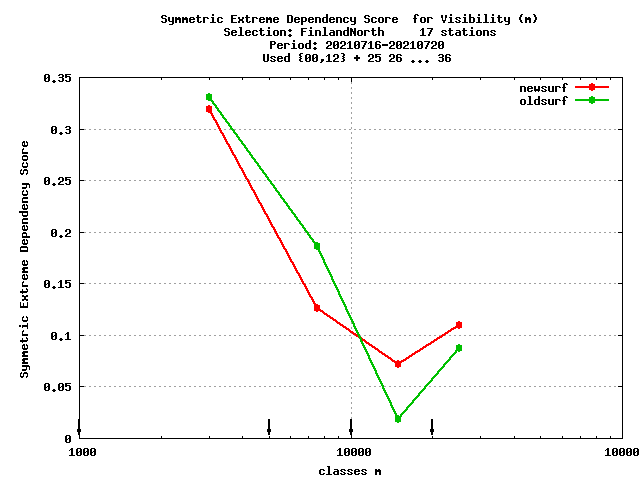 Symmetric Extreme Dependency Score  for Visibility (m)
Selection: FinlandNorth     17 stations
Period: 20210716-20210720
Used {00,12} + 25 26 ... 36
newsurf
oldsurf
Symmetric Extreme Dependency Score
0.35
0.3
0.25
0.2
0.15
0.1
0.05
0
1000 10000 10000
classes m